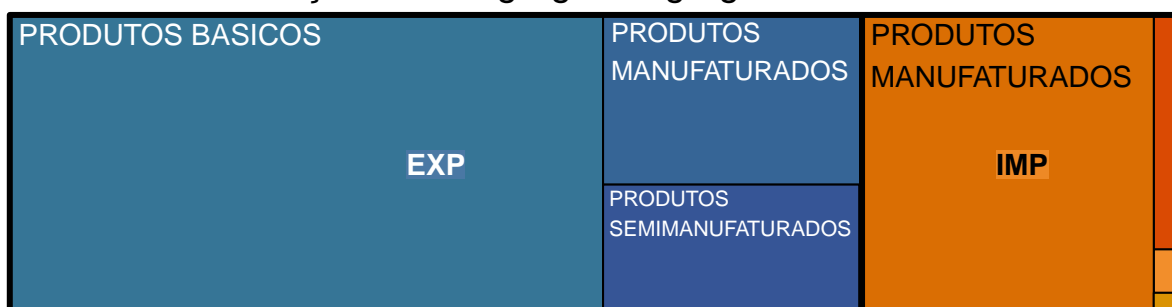 PRODUTOS BASICOS
EXP
PRODUTOS
MANUFATURADOS
PRODUTOS
SEMIMANUFATURADOS
PRODUTOS
MANUFATURADOS
IMP